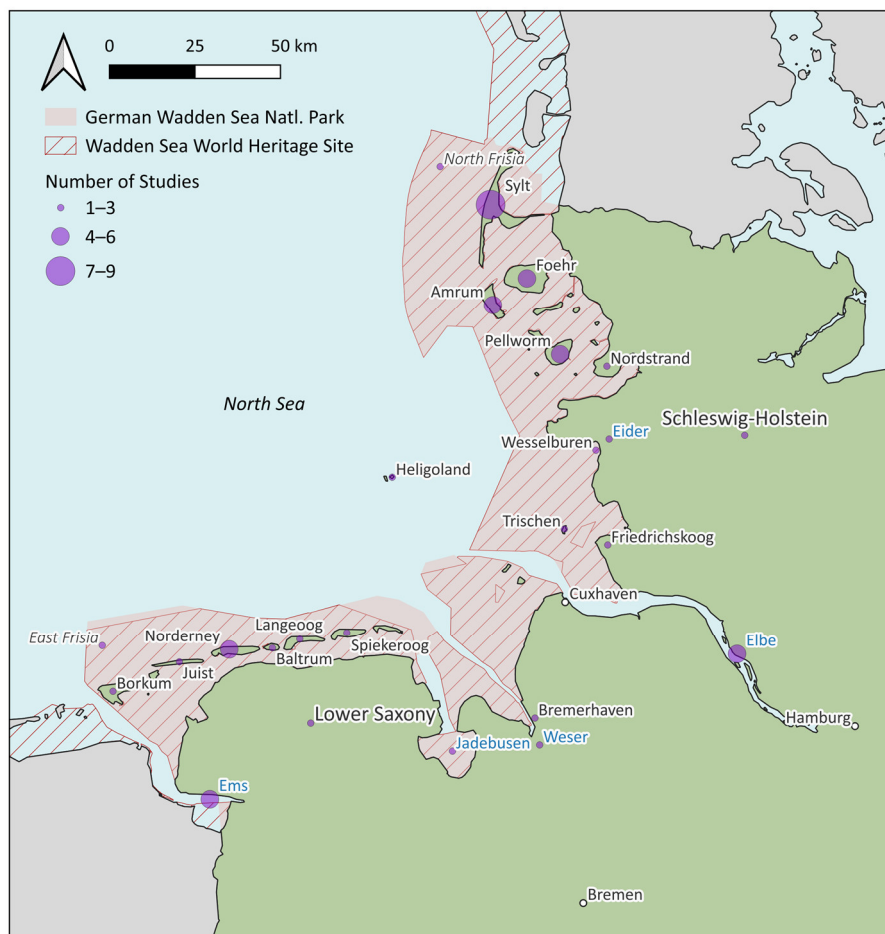 0 25 50 km
German Wadden Sea Natl. Park
Wadden Sea World Heritage Site
Number of Studies
1–3
4–6
7–9
North Frisia
Sylt
Foehr
Amrum
Pellworm
Nordstrand
North Sea
Schleswig-Holstein
Eider
Wesselburen
Heligoland
Trischen
Friedrichskoog
Cuxhaven
Langeoog
East Frisia
Norderney
Elbe
Spiekeroog
Baltrum
Juist
Borkum
Lower Saxony
Bremerhaven
Hamburg
Weser
Jadebusen
Ems
Bremen